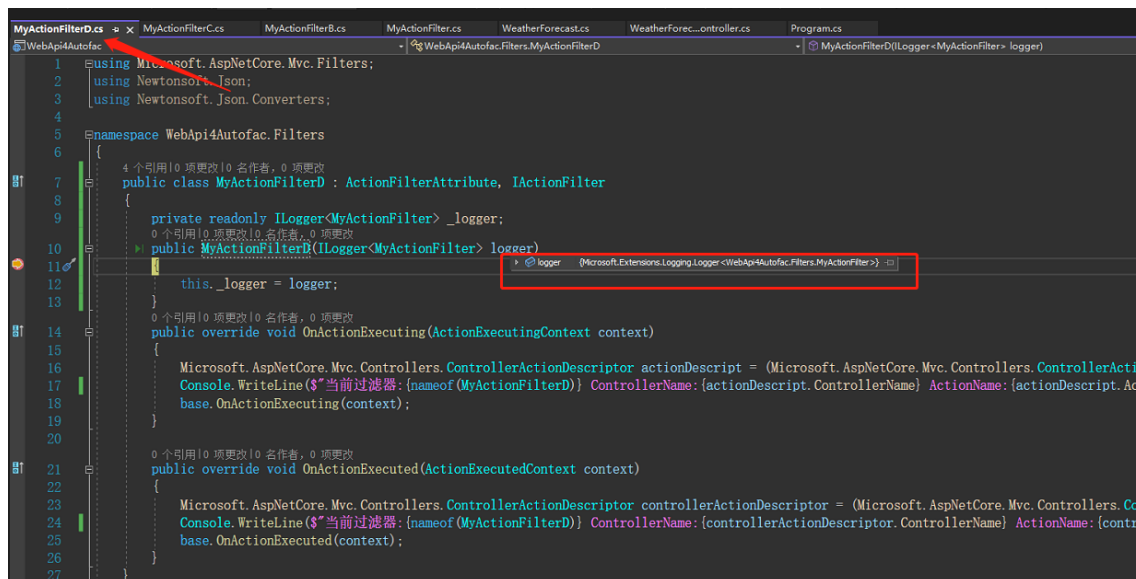 MyActionFilterD.cs MyActionFilterC.cs MyActionFilterB.cs MyActionFilter.cs WeatherForecast.cs WeatherForec...ontroller.cs Program.cs
WebApi4Autofac WebApi4Autofac.Filters.MyActionFilterD MyActionFilterD(ILogger<MyActionFilter> logger)
1 using Microsoft.AspNetCore.Mvc.Filters;
2 using Newtonsoft.Json;
3 using Newtonsoft.Json.Converters;
4
5 namespace WebApi4Autofac.Filters
6 {
4 个引用|0 项更改|0 名作者，0 项更改
7 public class MyActionFilterD : ActionFilterAttribute, IActionFilter
8 {
9 private readonly ILogger<MyActionFilter> _logger;
0 个引用|0 项更改|0 名作者，0 项更改
10 public MyActionFilterD(ILogger<MyActionFilter> logger)
11 {
logger {Microsoft.Extensions.Logging.Logger<WebApi4Autofac.Filters.MyActionFilter>}
12 this._logger = logger;
13 }
0 个引用|0 项更改|0 名作者，0 项更改
14 public override void OnActionExecuting(ActionExecutingContext context)
15 {
16 Microsoft.AspNetCore.Mvc.Controllers.ControllerActionDescriptor actionDescript = (Microsoft.AspNetCore.Mvc.Controllers.ControllerActi
17 Console.WriteLine($"当前过滤器:{nameof(MyActionFilterD)} ControllerName:{actionDescript.ControllerName} ActionName:{actionDescript.Ac
18 base.OnActionExecuting(context);
19 }
20
0 个引用|0 项更改|0 名作者，0 项更改
21 public override void OnActionExecuted(ActionExecutedContext context)
22 {
23 Microsoft.AspNetCore.Mvc.Controllers.ControllerActionDescriptor controllerActionDescriptor = (Microsoft.AspNetCore.Mvc.Controllers.Co
24 Console.WriteLine($"当前过滤器:{nameof(MyActionFilterD)} ControllerName:{controllerActionDescriptor.ControllerName} ActionName:{contr
25 base.OnActionExecuted(context);
26 }
27 }